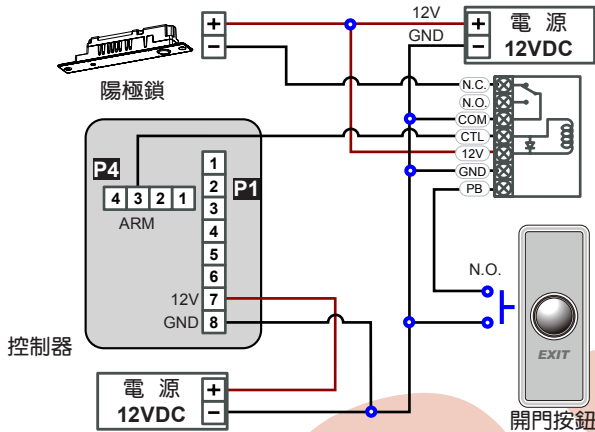 +
−
陽極鎖
12V
GND
+
−
電 源
12VDC
N.C.
N.O.
COM
CTL
12V
GND
PB
P4
4 3 2 1
ARM
P1
1
2
3
4
5
6
12V 7
GND 8
控制器
電 源
12VDC
+
−
N.O.
EXIT
開門按鈕